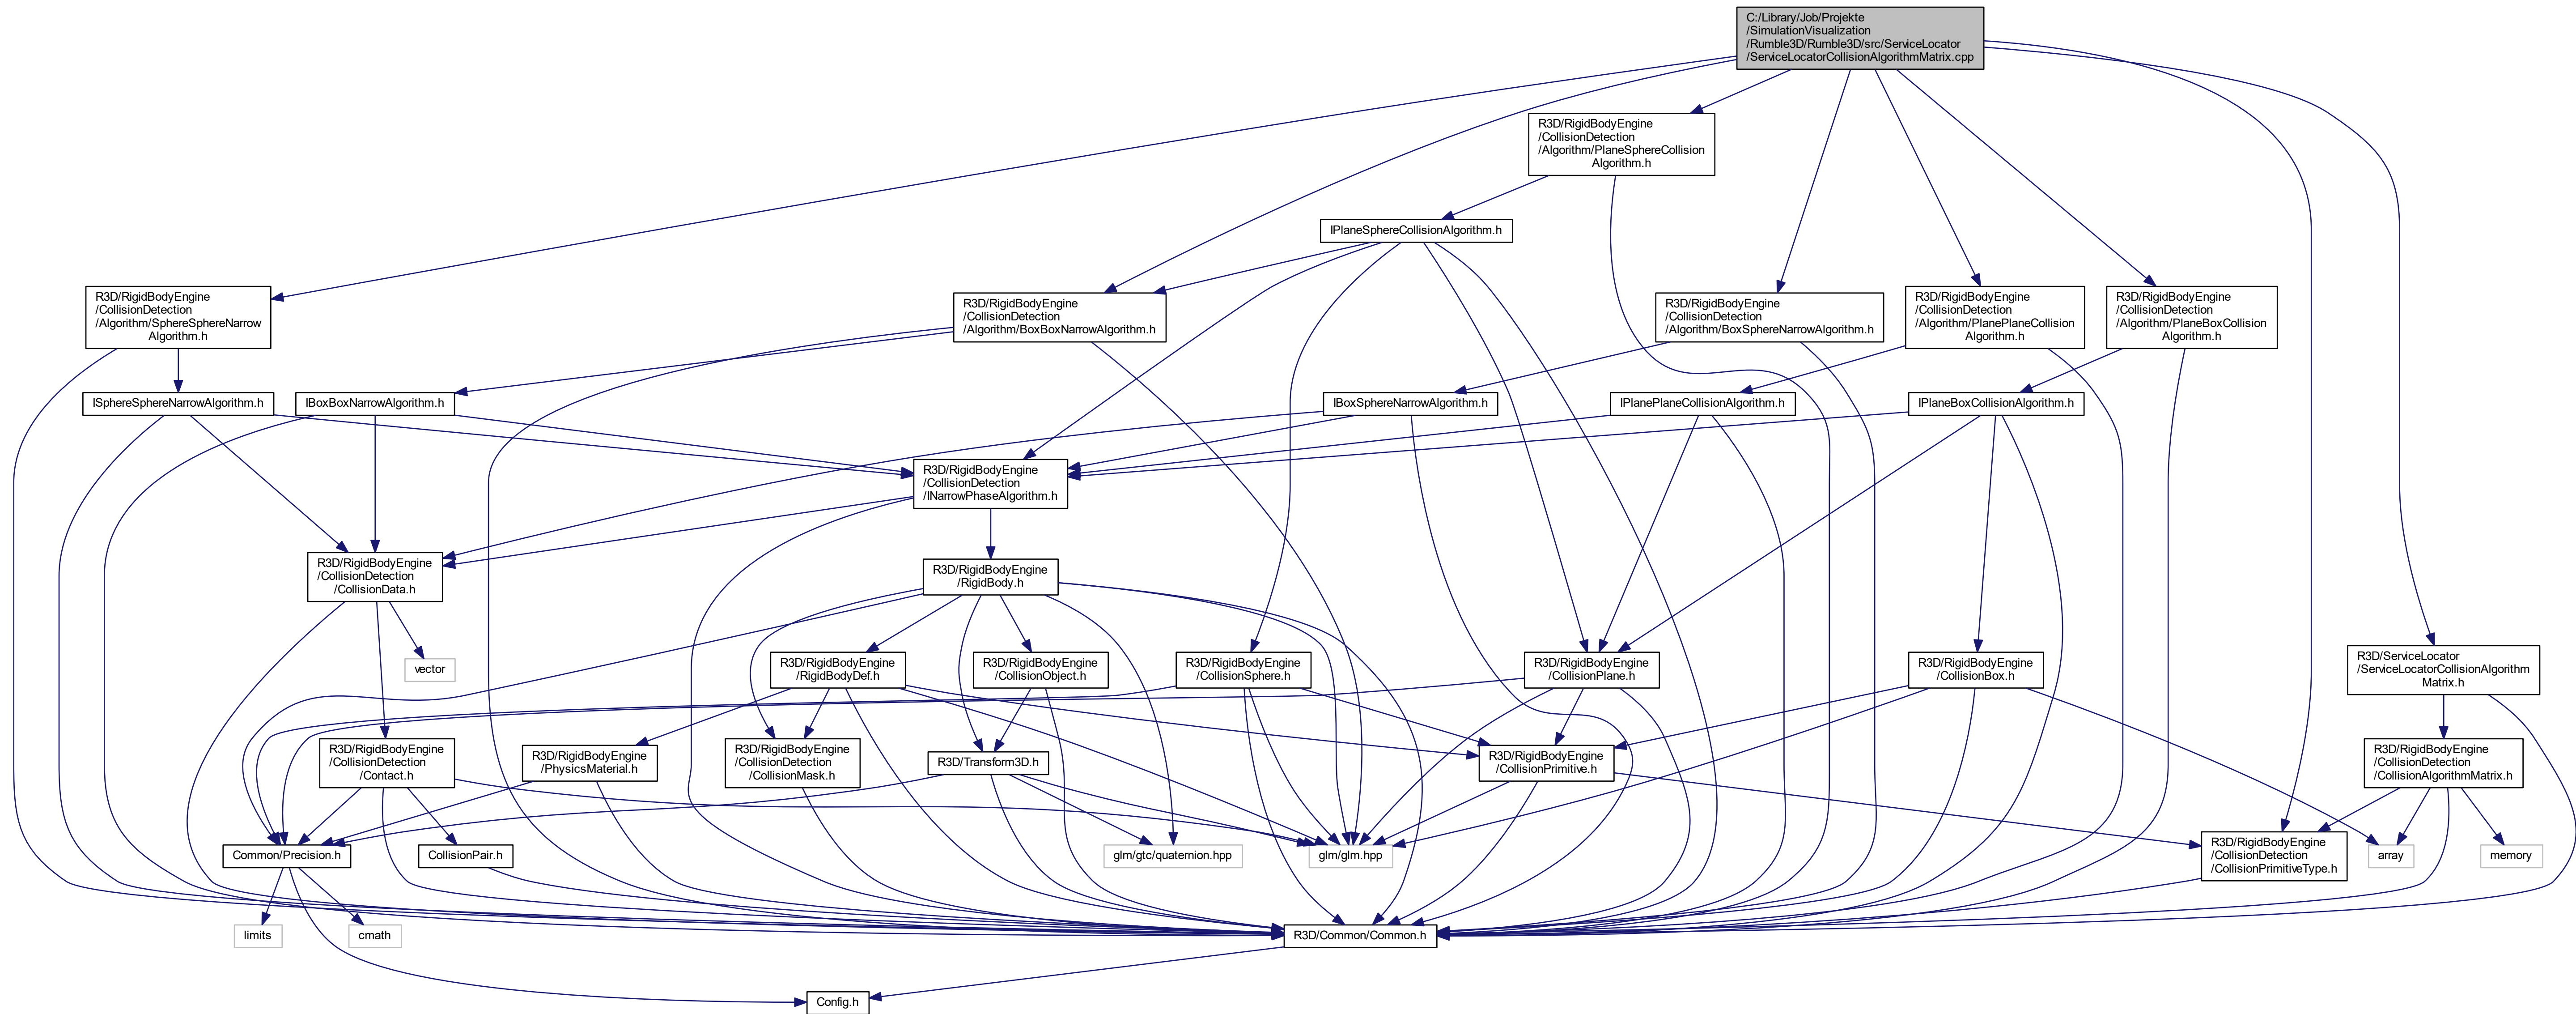 C:/Library/Job/Projekte
/SimulationVisualization
/Rumble3D/Rumble3D/src/ServiceLocator
/ServiceLocatorCollisionAlgorithmMatrix.cpp
R3D/RigidBodyEngine
/CollisionDetection
/Algorithm/PlaneSphereCollision
Algorithm.h
IPlaneSphereCollisionAlgorithm.h
R3D/RigidBodyEngine
/CollisionDetection
/Algorithm/SphereSphereNarrow
Algorithm.h
R3D/RigidBodyEngine
/CollisionDetection
/Algorithm/BoxBoxNarrowAlgorithm.h
R3D/RigidBodyEngine
/CollisionDetection
/Algorithm/BoxSphereNarrowAlgorithm.h
R3D/RigidBodyEngine
/CollisionDetection
/Algorithm/PlanePlaneCollision
Algorithm.h
R3D/RigidBodyEngine
/CollisionDetection
/Algorithm/PlaneBoxCollision
Algorithm.h
ISphereSphereNarrowAlgorithm.h
IBoxBoxNarrowAlgorithm.h
IBoxSphereNarrowAlgorithm.h
IPlanePlaneCollisionAlgorithm.h
IPlaneBoxCollisionAlgorithm.h
R3D/RigidBodyEngine
/CollisionDetection
/INarrowPhaseAlgorithm.h
R3D/RigidBodyEngine
/CollisionDetection
/CollisionData.h
R3D/RigidBodyEngine
/RigidBody.h
vector
R3D/RigidBodyEngine
/RigidBodyDef.h
R3D/RigidBodyEngine
/CollisionObject.h
R3D/RigidBodyEngine
/CollisionSphere.h
R3D/RigidBodyEngine
/CollisionPlane.h
R3D/RigidBodyEngine
/CollisionBox.h
R3D/ServiceLocator
/ServiceLocatorCollisionAlgorithm
Matrix.h
R3D/RigidBodyEngine
/CollisionDetection
/Contact.h
R3D/RigidBodyEngine
/PhysicsMaterial.h
R3D/RigidBodyEngine
/CollisionDetection
/CollisionMask.h
R3D/Transform3D.h
R3D/RigidBodyEngine
/CollisionPrimitive.h
R3D/RigidBodyEngine
/CollisionDetection
/CollisionAlgorithmMatrix.h
Common/Precision.h
CollisionPair.h
glm/gtc/quaternion.hpp
glm/glm.hpp
R3D/RigidBodyEngine
/CollisionDetection
/CollisionPrimitiveType.h
array
memory
limits
cmath
R3D/Common/Common.h
Config.h